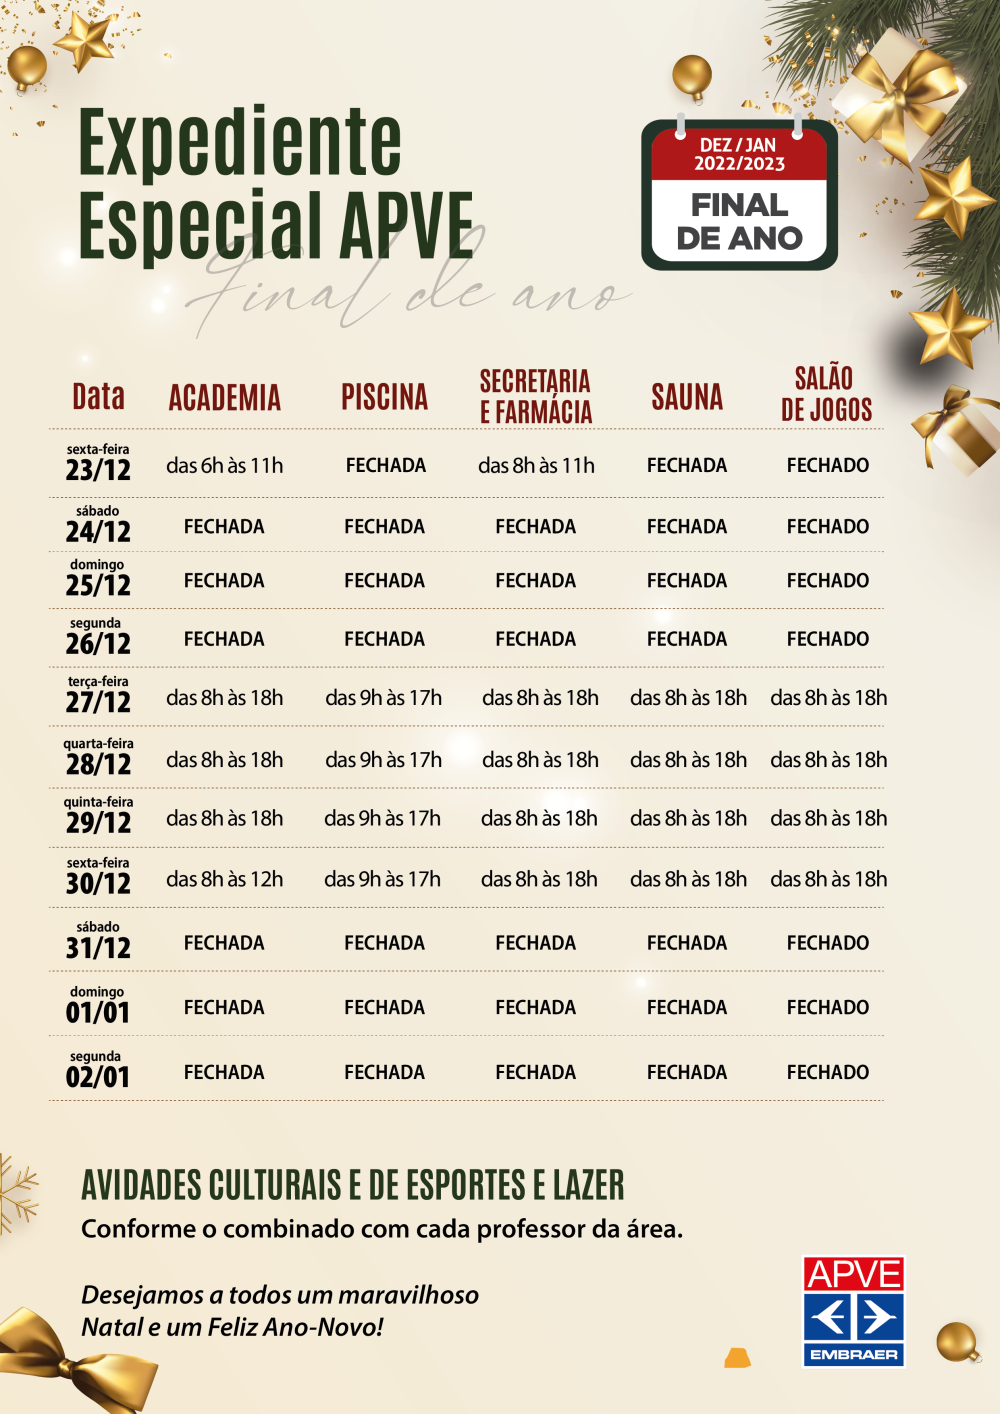 Expediente
Especial APVE
Final de ano
DEZ / JAN
2022/2023
FINAL
DE ANO
Data ACADEMIA PISCINA SECRETARIA E FARMÁCIA SAUNA SALÃO DE JOGOS
sexta-feira
23/12 das 6h às 11h FECHADA das 8h às 11h FECHADA FECHADO
sábado
24/12 FECHADA FECHADA FECHADA FECHADA FECHADO
domingo
25/12 FECHADA FECHADA FECHADA FECHADA FECHADO
segunda
26/12 FECHADA FECHADA FECHADA FECHADA FECHADO
terça-feira
27/12 das 8h às 18h das 9h às 17h das 8h às 18h das 8h às 18h das 8h às 18h
quarta-feira
28/12 das 8h às 18h das 9h às 17h das 8h às 18h das 8h às 18h das 8h às 18h
quinta-feira
29/12 das 8h às 18h das 9h às 17h das 8h às 18h das 8h às 18h das 8h às 18h
sexta-feira
30/12 das 8h às 12h das 9h às 17h das 8h às 18h das 8h às 18h das 8h às 18h
sábado
31/12 FECHADA FECHADA FECHADA FECHADA FECHADO
domingo
01/01 FECHADA FECHADA FECHADA FECHADA FECHADO
segunda
02/01 FECHADA FECHADA FECHADA FECHADA FECHADO
AVIDADES CULTURAIS E DE ESPORTES E LAZER
Conforme o combinado com cada professor da área.
Desejamos a todos um maravilhoso
Natal e um Feliz Ano-Novo!
APVE
EMBRAER